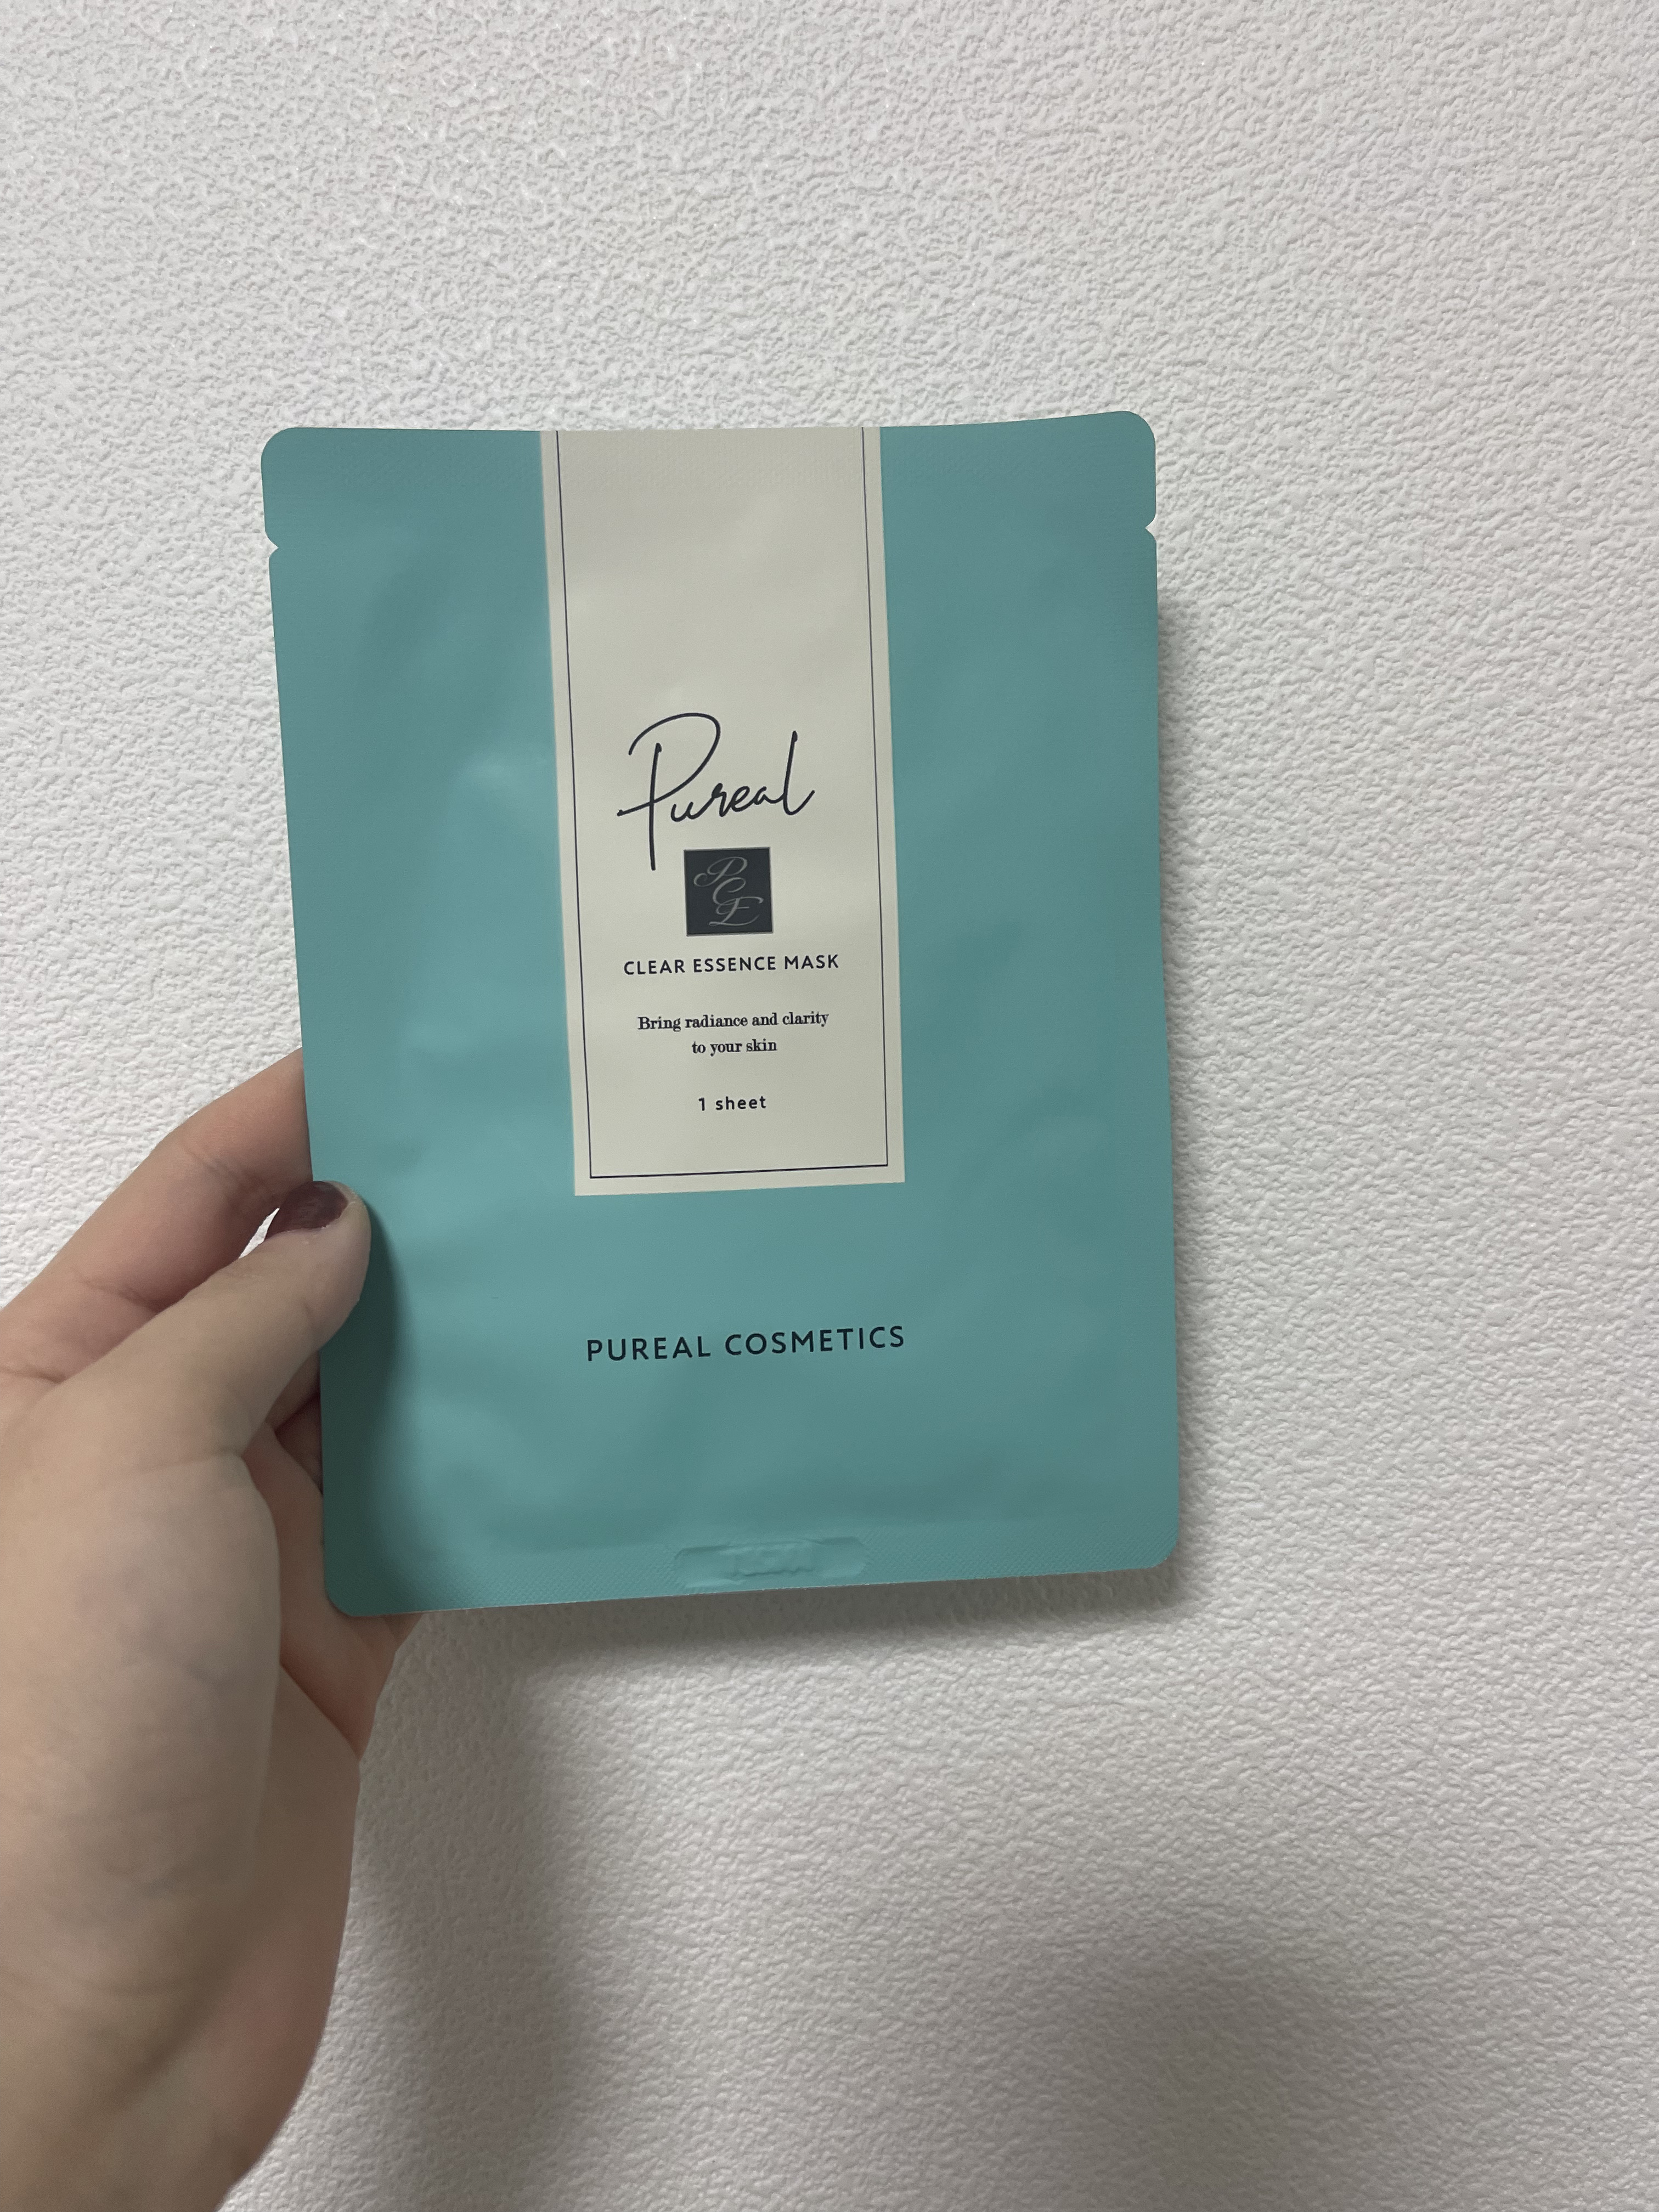 Pureal
PCE
CLEAR ESSENCE MASK
Bring radiance and clarity
to your skin
1 sheet
PUREAL COSMETICS